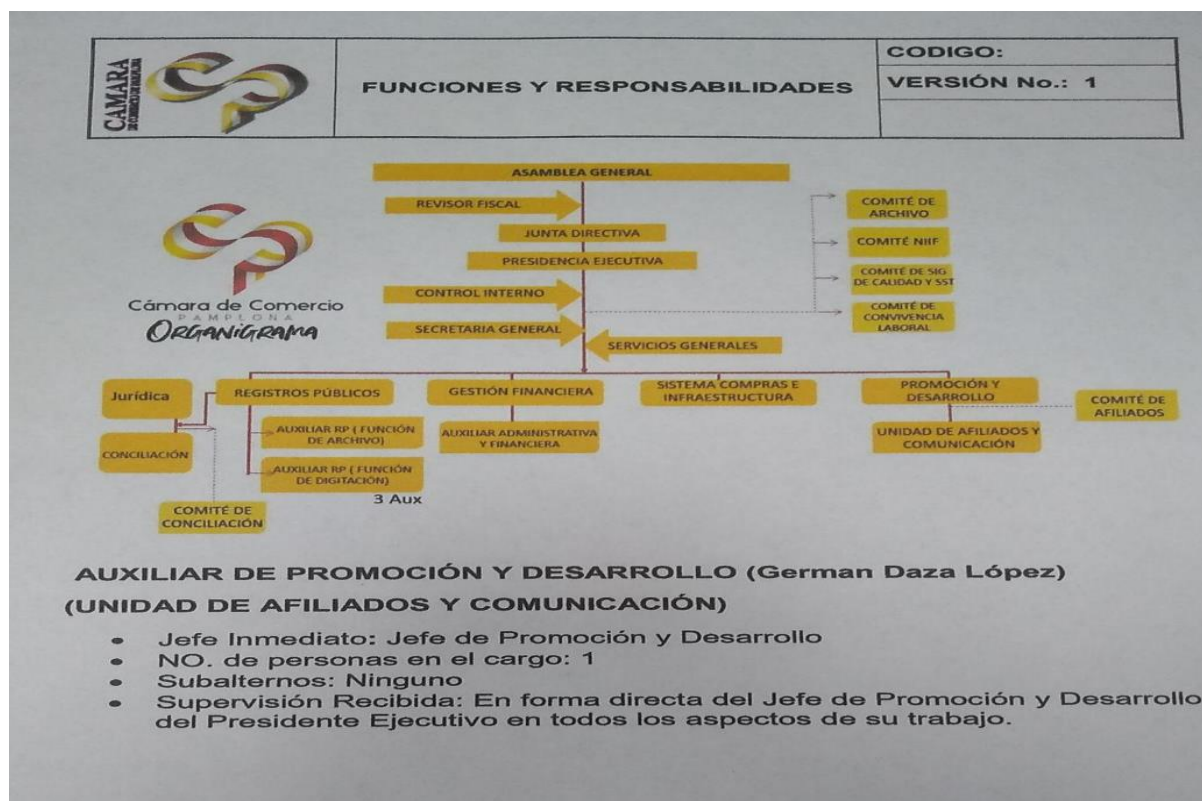 CAMARA
DE COMERCIO DE PAMPLONA
FUNCIONES Y RESPONSABILIDADES
CODIGO:
VERSIÓN No.: 1
ASAMBLEA GENERAL
REVISOR FISCAL
JUNTA DIRECTIVA
PRESIDENCIA EJECUTIVA
CONTROL INTERNO
SECRETARIA GENERAL
SERVICIOS GENERALES
COMITÉ DE
ARCHIVO
COMITÉ NIIF
COMITÉ DE SIG
DE CALIDAD Y SST
COMITÉ DE
CONVIVENCIA
LABORAL
Cámara de Comercio
PAMPLONA
ORGANIGRAMA
Jurídica
CONCILIACIÓN
COMITÉ DE
CONCILIACIÓN
REGISTROS PÚBLICOS
AUXILIAR RP ( FUNCIÓN
DE ARCHIVO)
AUXILIAR RP ( FUNCIÓN
DE DIGITACIÓN)
3 Aux
GESTIÓN FINANCIERA
AUXILIAR ADMINISTRATIVA
Y FINANCIERA
SISTEMA COMPRAS E
INFRAESTRUCTURA
PROMOCIÓN Y
DESARROLLO
UNIDAD DE AFILIADOS Y
COMUNICACIÓN
COMITÉ DE
AFILIADOS
AUXILIAR DE PROMOCIÓN Y DESARROLLO (German Daza López)
(UNIDAD DE AFILIADOS Y COMUNICACIÓN)
• Jefe Inmediato: Jefe de Promoción y Desarrollo
• NO. de personas en el cargo: 1
• Subalternos: Ninguno
• Supervisión Recibida: En forma directa del Jefe de Promoción y Desarrollo
del Presidente Ejecutivo en todos los aspectos de su trabajo.